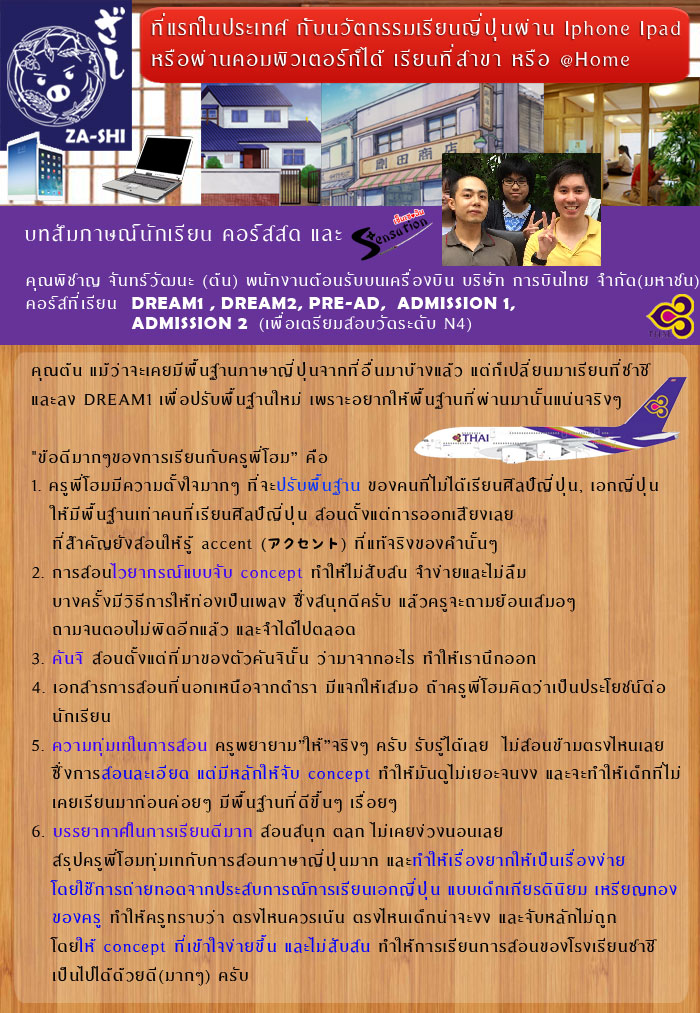 ที่แรกในประเทศ กับนวัตกรรมเรียนญี่ปุ่นผ่าน Iphone Ipad
หรือผ่านคอมพิวเตอร์ก็ได้ เรียนที่สาขา หรือ @Home
ざし
ZA-SHI
剛田商店
บทสัมภาษณ์นักเรียน คอร์สสด และ
เซ็นเซชั่น
Sensation
คุณพิชาญ จันทร์วัฒนะ (ต้น) พนักงานต้อนรับบนเครื่องบิน บริษัท การบินไทย จำกัด(มหาชน)
คอร์สที่เรียน DREAM1 , DREAM2, PRE-AD, ADMISSION 1,
ADMISSION 2 (เพื่อเตรียมสอบวัดระดับ N4)
คุณต้น แม้ว่าจะเคยมีพื้นฐานภาษาญี่ปุ่นจากที่อื่นมาบ้างแล้ว แต่ก็เปลี่ยนมาเรียนที่ซาชิ
และลง DREAM1 เพื่อปรับพื้นฐานใหม่ เพราะอยากให้พื้นฐานที่ผ่านมานั้นแน่นจริงๆ
THAI
"ข้อดีมากๆของการเรียนกับครูพี่โฮม” คือ
1. ครูพี่โฮมมีความตั้งใจมากๆ ที่จะปรับพื้นฐาน ของคนที่ไม่ได้เรียนศิลป์ญี่ปุ่น, เอกญี่ปุ่น
ให้มีพื้นฐานเท่าคนที่เรียนศิลป์ญี่ปุ่น สอนตั้งแต่การออกเสียงเลย
ที่สำคัญยังสอนให้รู้ accent (アクセント) ที่แท้จริงของคำนั้นๆ
2. การสอนไวยากรณ์แบบจับ concept ทำให้ไม่สับสน จำง่ายและไม่ลืม
บางครั้งมีวิธีการให้ท่องเป็นเพลง ซึ่งสนุกดีครับ แล้วครูจะถามย้อนเสมอๆ
ถามจนตอบไม่ผิดอีกแล้ว และจำได้ไปตลอด
3. คันจิ สอนตั้งแต่ที่มาของตัวคันจินั้น ว่ามาจากอะไร ทำให้เรานึกออก
4. เอกสารการสอนที่นอกเหนือจากตำรา มีแจกให้เสมอ ถ้าครูพี่โฮมคิดว่าเป็นประโยชน์ต่อ
นักเรียน
5. ความทุ่มเทในการสอน ครูพยายาม”ให้”จริงๆ ครับ รับรู้ได้เลย ไม่สอนข้ามตรงไหนเลย
ซึ่งการสอนละเอียด แต่มีหลักให้จับ concept ทำให้มันดูไม่เยอะจนงง และจะทำให้เด็กที่ไม่
เคยเรียนมาก่อนค่อยๆ มีพื้นฐานที่ดีขึ้นๆ เรื่อยๆ
6. บรรยากาศในการเรียนดีมาก สอนสนุก ตลก ไม่เคยง่วงนอนเลย
สรุปครูพี่โฮมทุ่มเทกับการสอนภาษาญี่ปุ่นมาก และทำให้เรื่องยากให้เป็นเรื่องง่าย
โดยใช้การถ่ายทอดจากประสบการณ์การเรียนเอกญี่ปุ่น แบบเด็กเกียรตินิยม เหรียญทอง
ของครู ทำให้ครูทราบว่า ตรงไหนควรเน้น ตรงไหนเด็กน่าจะงง และจับหลักไม่ถูก
โดยให้ concept ที่เข้าใจง่ายขึ้น และไม่สับสน ทำให้การเรียนการสอนของโรงเรียนซาชิ
เป็นไปได้ด้วยดี(มากๆ) ครับ